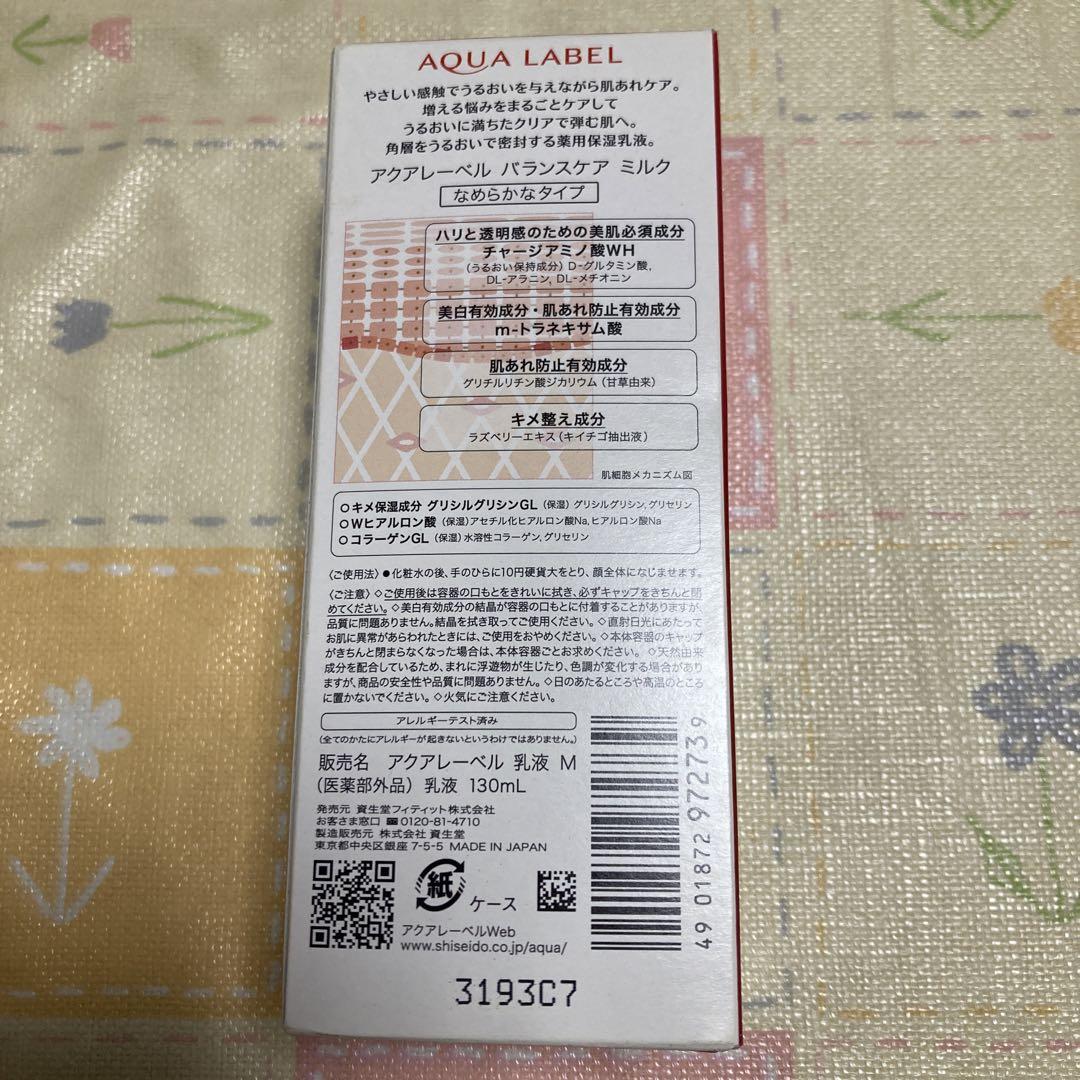 AQUA LABEL
やさしい感触でうるおいを与えながら肌あれケア。
増える悩みをまるごとケアして
うるおいに満ちたクリアで弾む肌へ。
角層をうるおいで密封する薬用保湿乳液。
アクアレーベル バランスケア ミルク
なめらかなタイプ
ハリと透明感のための美肌必須成分
チャージアミノ酸WH
(うるおい保持成分) D-グルタミン酸,
DL-アラニン, DL-メチオニン
美白有効成分・肌あれ防止有効成分
m-トラネキサム酸
肌あれ防止有効成分
グリチルリチン酸ジカリウム (甘草由来)
キメ整え成分
ラズベリーエキス (キイチゴ抽出液)
肌細胞メカニズム図
○キメ保湿成分 グリシルグリシンGL (保湿) グリシルグリシン, グリセリン
○Wヒアルロン酸 (保湿) アセチル化ヒアルロン酸Na, ヒアルロン酸Na
○コラーゲンGL (保湿) 水溶性コラーゲン, グリセリン
〈ご使用法〉●化粧水の後、手のひらに10円硬貨大をとり、顔全体になじませます。
〈ご注意〉◇ご使用後は容器の口もとをきれいに拭き、必ずキャップをきちんと閉
めてください。◇美白有効成分の結晶が容器の口もとに付着することがありますが、
品質に問題ありません。結晶を拭き取ってご使用ください。◇直射日光にあたって
お肌に異常があらわれたときには、ご使用をおやめください。◇本体容器のキャップ
がきちんと閉まらなくなった場合は、本体容器ごとお求めください。◇天然由来
成分を配合しているため、まれに浮遊物が生じたり、色調が変化する場合があり
ますが、商品の安全性や品質に問題ありません。◇日のあたるところや高温のところ
に置かないでください。◇火気にご注意ください。
アレルギーテスト済み
(全てのかたにアレルギーが起きないというわけではありません。)
販売名 アクアレーベル 乳液 M
(医薬部外品) 乳液 130mL
発売元 資生堂フィティット株式会社
お客さま窓口 0120-81-4710
製造販売元 株式会社 資生堂
東京都中央区銀座 7-5-5 MADE IN JAPAN
紙
ケース
アクアレーベルWeb
www.shiseido.co.jp/aqua/
49 01872 972739
3193C7